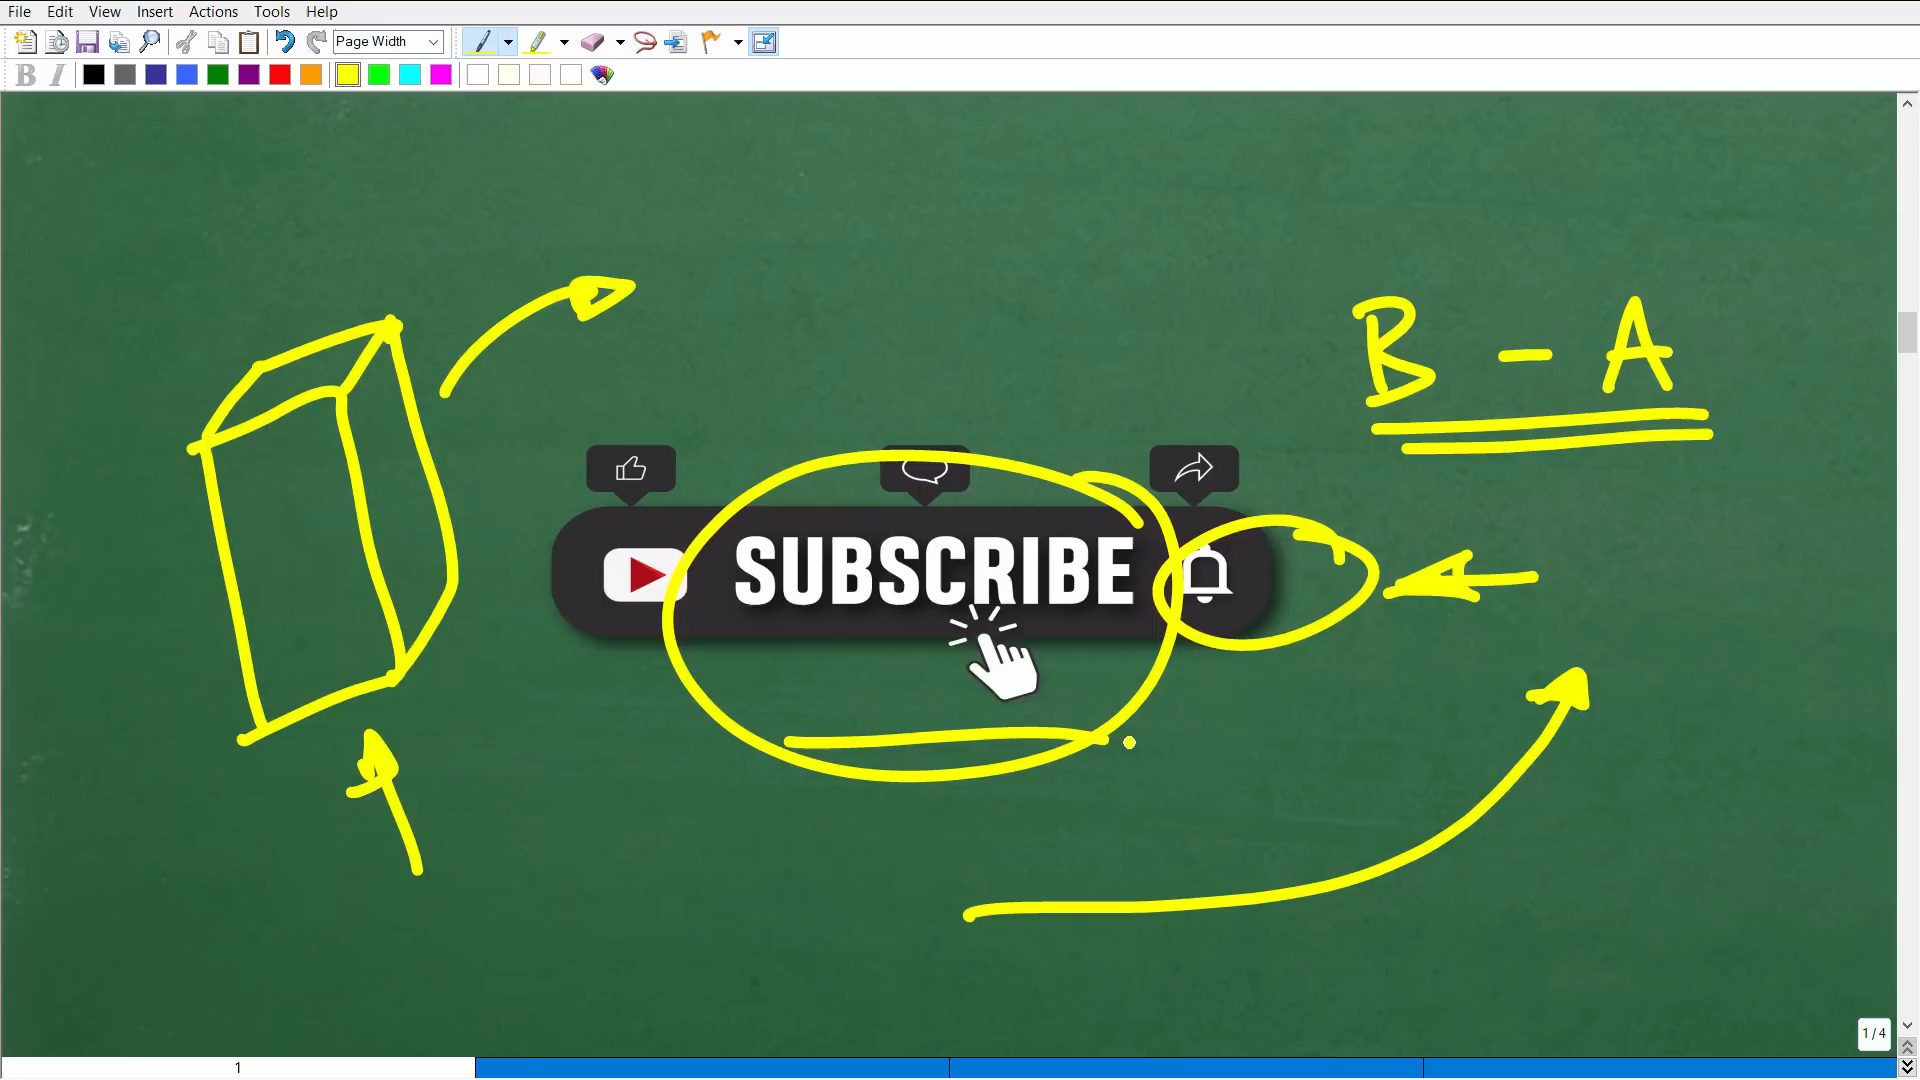 File Edit View Insert Actions Tools Help
Page Width
B I
B - A
SUBSCRIBE
1 / 4
1